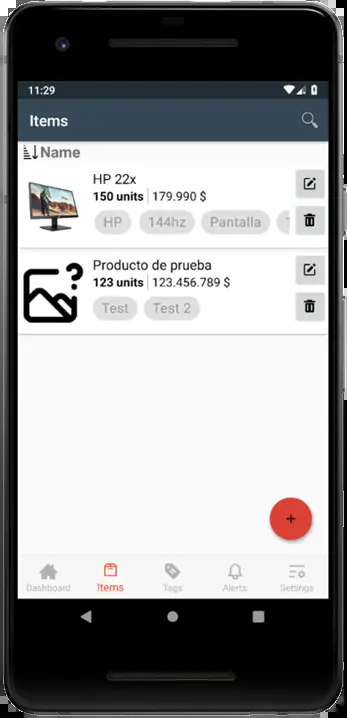 11:29
Items
Name
HP 22x
150 units 179.990 $
HP 144hz Pantalla
Producto de prueba
123 units 123.456.789 $
Test Test 2
+
Dashboard Items Tags Alerts Settings